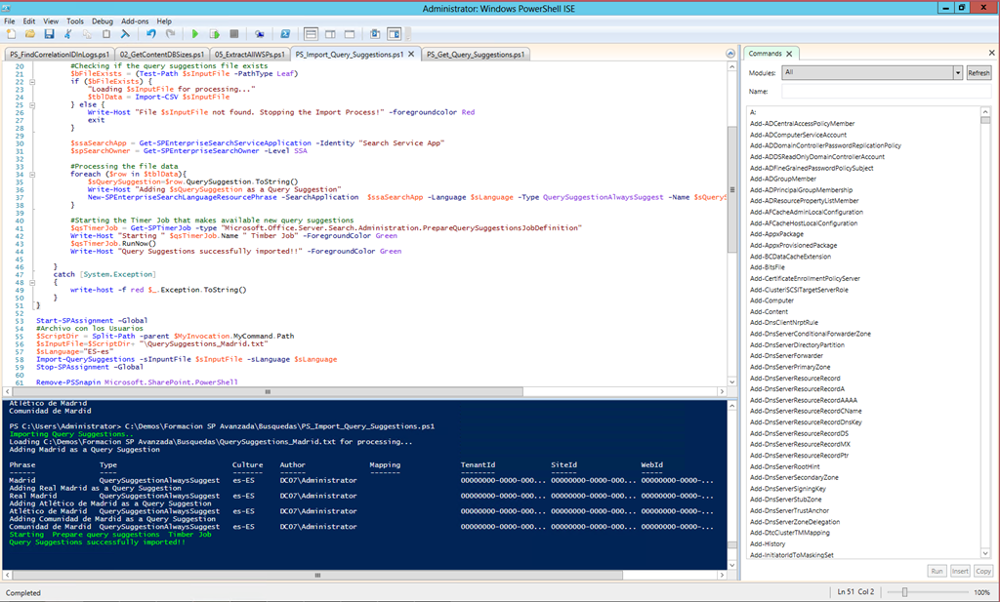 Administrator: Windows PowerShell ISE
File Edit View Tools Debug Add-ons Help
PS_FindCorrelationIDInLogs.ps1 02_GetContentDBSizes.ps1 05_ExtractAllWSPs.ps1 PS_Import_Query_Suggestions.ps1 PS_Get_Query_Suggestions.ps1
20 #Checking if the query suggestions file exists
21 $bFileExists = (Test-Path $sInputFile -PathType Leaf)
22 if ($bFileExists) {
23 "Loading $sInputFile for processing..."
24 $tblData = Import-CSV $sInputFile
25 } else {
26 Write-Host "File $sInputFile not found. Stopping the Import Process!" -foregroundcolor Red
27 exit
28 }
29
30 $ssaSearchApp = Get-SPEnterpriseSearchServiceApplication -Identity "Search Service App"
31 $spSearchOwner = Get-SPEnterpriseSearchOwner -Level SSA
32
33 #Processing the file data
34 foreach ($row in $tblData){
35 $sQuerySuggestion=$row.QuerySuggestion.ToString()
36 Write-Host "Adding $sQuerySuggestion as a Query Suggestion"
37 New-SPEnterpriseSearchLanguageResourcePhrase -SearchApplication $ssaSearchApp -Language $sLanguage -Type QuerySuggestionAlwaysSuggest -Name $sQueryS
38 }
39
40 #Starting the Timer Job that makes available new query suggestions
41 $qsTimerJob = Get-SPTimerJob -type "Microsoft.Office.Server.Search.Administration.PrepareQuerySuggestionsJobDefinition"
42 Write-Host "Starting " $qsTimerJob.Name " Timber Job" -ForegroundColor Green
43 $qsTimerJob.RunNow()
44 Write-Host "Query Suggestions successfully imported!!" -ForegroundColor Green
45
46 }
47 catch [System.Exception]
48 {
49 write-host -f red $_.Exception.ToString()
50 }
51 }
52
53 Start-SPAssignment -Global
54 #Archivo con los Usuarios
55 $ScriptDir = Split-Path -parent $MyInvocation.MyCommand.Path
56 $sInputFile=$ScriptDir+ "\QuerySuggestions_Madrid.txt"
57 $sLanguage="ES-es"
58 Import-QuerySuggestions -sInpuntFile $sInputFile -sLanguage $sLanguage
59 Stop-SPAssignment -Global
60
61 Remove-PSSnapin Microsoft.SharePoint.PowerShell
Atlético de Madrid
Comunidad de Mardid
PS C:\Users\Administrator> C:\Demos\Formacion SP Avanzada\Busquedas\PS_Import_Query_Suggestions.ps1
Importing Query Suggestions..
Loading C:\Demos\Formacion SP Avanzada\Busquedas\QuerySuggestions_Madrid.txt for processing...
Adding Madrid as a Query Suggestion
Phrase Type Culture Author Mapping TenantId SiteId WebId
------ ---- ------- ------ ------- -------- ------ -----
Madrid QuerySuggestionAlwaysSuggest es-ES DC07\Administrator 00000000-0000-000... 00000000-0000-000... 00000000-0000-...
Adding Real Madrid as a Query Suggestion
Real Madrid QuerySuggestionAlwaysSuggest es-ES DC07\Administrator 00000000-0000-000... 00000000-0000-000... 00000000-0000-...
Adding Atlético de Madrid as a Query Suggestion
Atlético de Madrid QuerySuggestionAlwaysSuggest es-ES DC07\Administrator 00000000-0000-000... 00000000-0000-000... 00000000-0000-...
Adding Comunidad de Mardid as a Query Suggestion
Comunidad de Mardid QuerySuggestionAlwaysSuggest es-ES DC07\Administrator 00000000-0000-000... 00000000-0000-000... 00000000-0000-...
Starting Prepare query suggestions Timber Job
Query Suggestions successfully imported!!
Commands
Modules: All Refresh
Name:
A:
Add-ADCentralAccessPolicyMember
Add-ADComputerServiceAccount
Add-ADDomainControllerPasswordReplicationPolicy
Add-ADDSReadOnlyDomainControllerAccount
Add-ADFineGrainedPasswordPolicySubject
Add-ADGroupMember
Add-ADPrincipalGroupMembership
Add-ADResourcePropertyListMember
Add-AFCacheAdminLocalConfiguration
Add-AFCacheHostLocalConfiguration
Add-AppxPackage
Add-AppxProvisionedPackage
Add-BCDataCacheExtension
Add-BitsFile
Add-CertificateEnrollmentPolicyServer
Add-ClusteriSCSITargetServerRole
Add-Computer
Add-Content
Add-DnsClientNrptRule
Add-DnsServerConditionalForwarderZone
Add-DnsServerDirectoryPartition
Add-DnsServerForwarder
Add-DnsServerPrimaryZone
Add-DnsServerResourceRecord
Add-DnsServerResourceRecordA
Add-DnsServerResourceRecordAAAA
Add-DnsServerResourceRecordCName
Add-DnsServerResourceRecordDnsKey
Add-DnsServerResourceRecordDS
Add-DnsServerResourceRecordMX
Add-DnsServerResourceRecordPtr
Add-DnsServerRootHint
Add-DnsServerSecondaryZone
Add-DnsServerSigningKey
Add-DnsServerStubZone
Add-DnsServerTrustAnchor
Add-DnsServerZoneDelegation
Add-DtcClusterTMMapping
Add-History
Add-InitiatorIdToMaskingSet
Run Insert Copy
Completed Ln 51 Col 2 100%